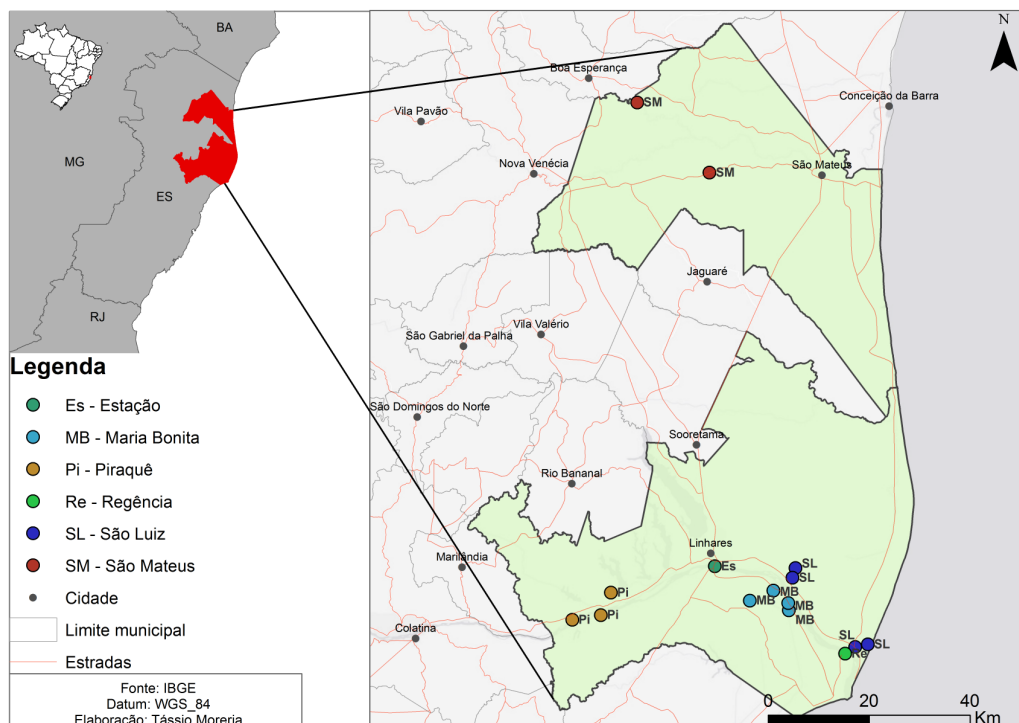 BA
MG
ES
RJ
Legenda
Es - Estação
MB - Maria Bonita
Pi - Piraquê
Re - Regência
SL - São Luiz
SM - São Mateus
Cidade
Limite municipal
Estradas
Fonte: IBGE
Datum: WGS_84
Elaboração: Tássio Moreria
N
Boa Esperança
SM
Conceição da Barra
Vila Pavão
Nova Venécia
SM
São Mateus
Jaguaré
Vila Valério
São Gabriel da Palha
São Domingos do Norte
Sooretama
Rio Bananal
Linhares
Marilândia
Es
SL
SL
Pi
MB
MB
MB
MB
Pi
Pi
Colatina
SL
SL
Re
0 20 40
Km